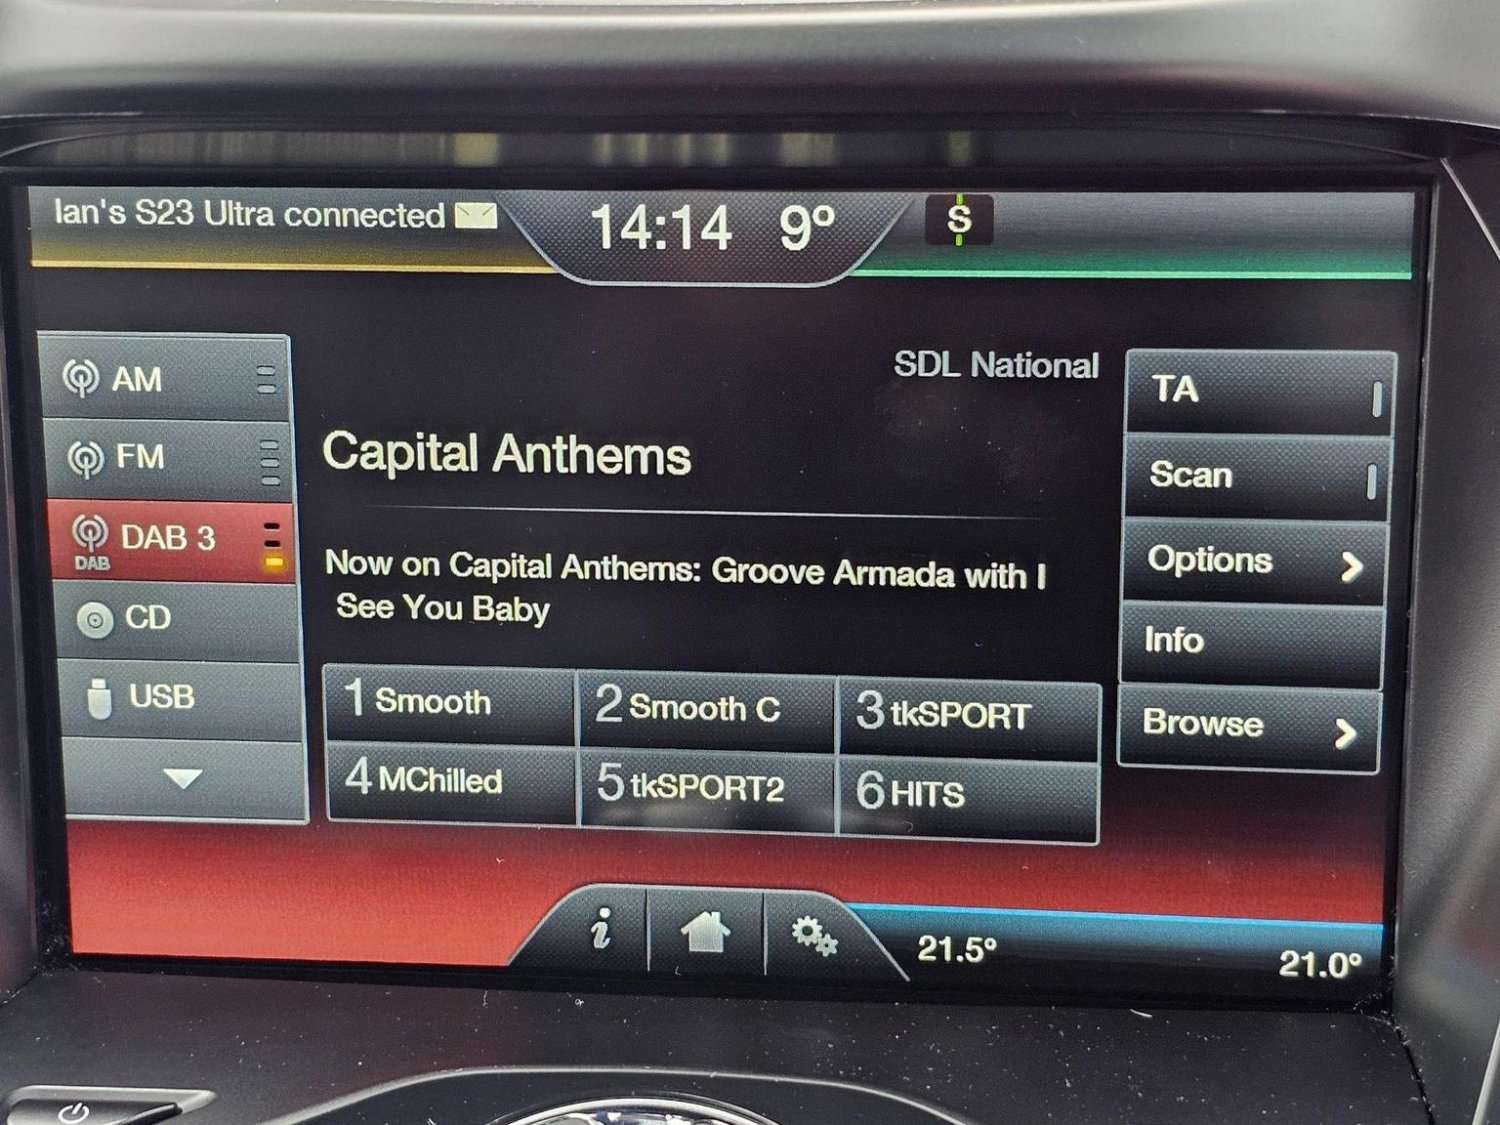 Ian's S23 Ultra connected
14:14 9°
S
AM
FM
DAB 3
DAB
CD
USB
SDL National
Capital Anthems
Now on Capital Anthems: Groove Armada with I
See You Baby
1 Smooth
2 Smooth C
3 tkSPORT
4 MChilled
5 tkSPORT2
6 HITS
TA
Scan
Options
Info
Browse
i
21.5°
21.0°